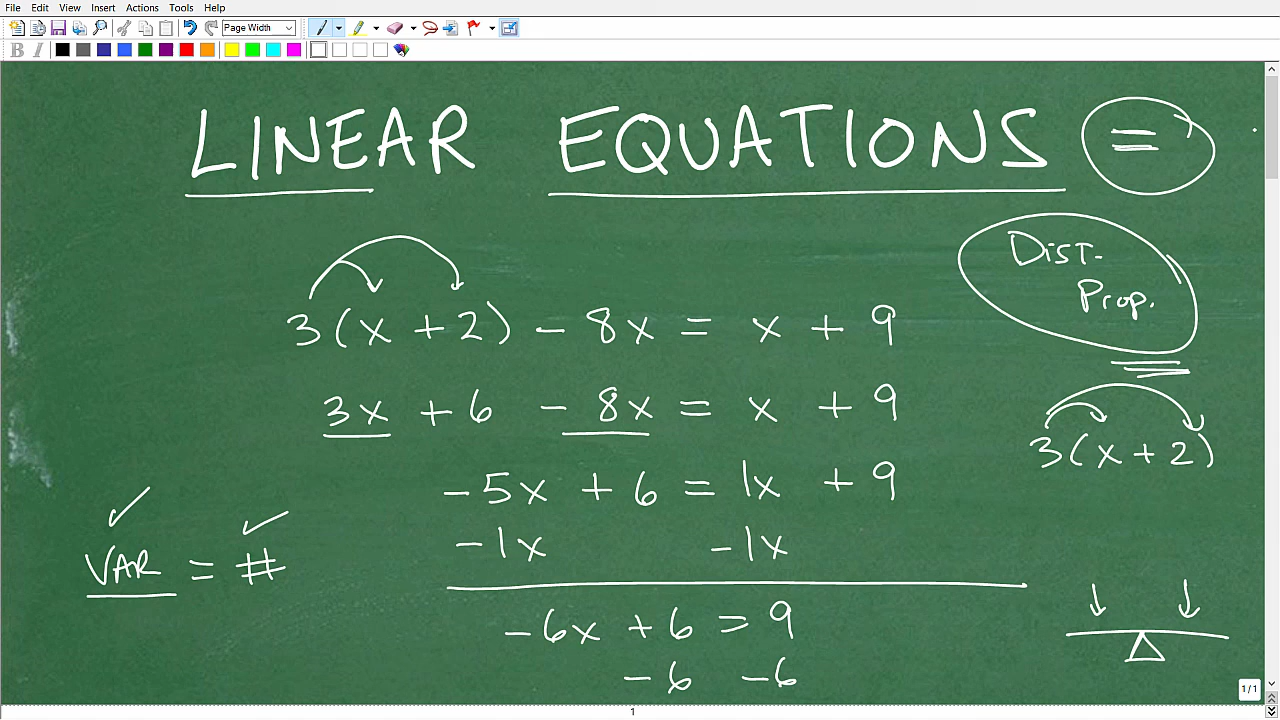 File Edit View Insert Actions Tools Help
Page Width
B I
LINEAR EQUATIONS =
Dist.
Prop.
3(x + 2) - 8x = x + 9
3x + 6 - 8x = x + 9
3(x + 2)
-5x + 6 = 1x + 9
-1x -1x
VAR = #
-6x + 6 = 9
-6 -6
1/1
1